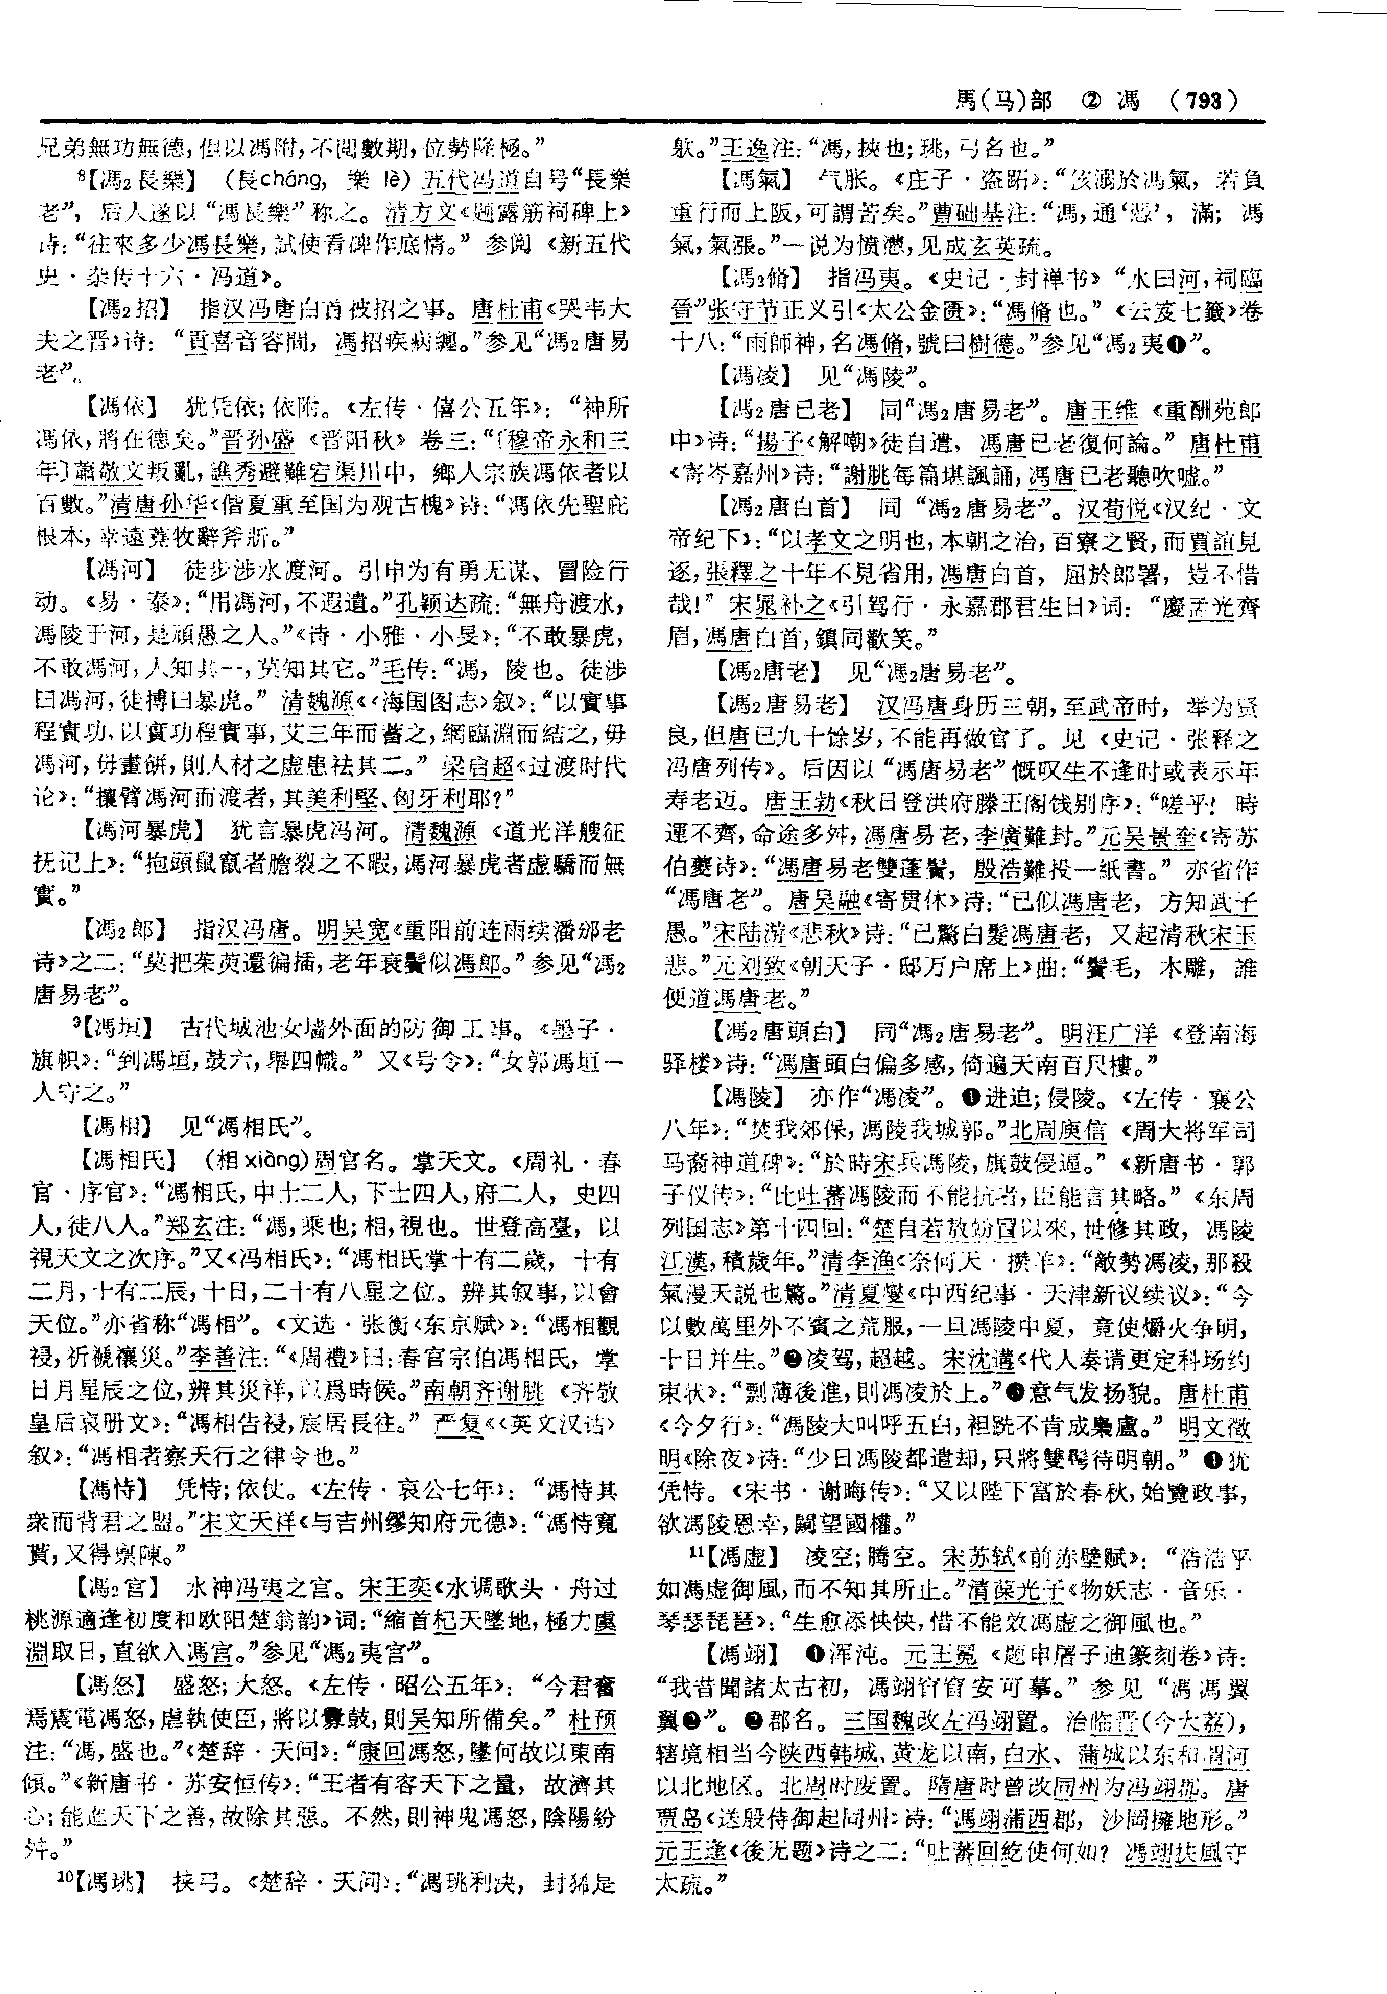 馬(马)部 ② 馮 (793)
兄弟無功無德，但以馮附，不閲數期，位勢隆極。”
⁸【馮₂長樂】 (長cháng, 樂 lè) 五代冯道自号“長樂
老”，后人遂以“馮長樂”称之。清方文《题露筋祠碑上》
诗：“往來多少馮長樂，試使看碑作底情。”参阅《新五代
史·杂传十六·冯道》。
【馮₂招】 指汉冯唐白首被招之事。唐杜甫《哭韦大
夫之晋》诗：“貢喜音容間，馮招疾病纏。”参见“馮₂唐易
老”。
【馮依】 犹凭依；依附。《左传·僖公五年》：“神所
馮依，將在德矣。”晋孙盛《晋阳秋》卷三：“〔穆帝永和三
年〕蕭敬文叛亂，譙秀避難宕渠川中，鄉人宗族馮依者以
百數。”清唐孙华《偕夏重至国为观古槐》诗：“馮依先聖庇
根本，幸遠蕘牧辭斧斨。”
【馮河】 徒步涉水渡河。引申为有勇无谋、冒险行
动。《易·泰》：“用馮河，不遐遺。”孔颖达疏：“無舟渡水，
馮陵于河，是頑愚之人。”《诗·小雅·小旻》：“不敢暴虎，
不敢馮河，人知其一，莫知其它。”毛传：“馮，陵也。徒涉
曰馮河，徒搏曰暴虎。”清魏源《〈海国图志〉叙》：“以實事
程實功，以實功程實事，艾三年而蓄之，網臨淵而結之，毋
馮河，毋畫餅，則人材之虚患祛其二。”梁启超《过渡时代
论》：“攘臂馮河而渡者，其美利堅、匈牙利耶？”
【馮河暴虎】 犹言暴虎冯河。清魏源《道光洋艘征
抚记上》：“抱頭鼠竄者膽裂之不暇，馮河暴虎者虚驕而無
實。”
【馮₂郎】 指汉冯唐。明吴宽《重阳前连雨续潘邠老
诗》之二：“莫把茱萸還徧插，老年衰鬢似馮郎。”参见“馮₂
唐易老”。
⁹【馮垣】 古代城池女墙外面的防御工事。《墨子·
旗帜》：“到馮垣，鼓六，舉四幟。”又《号令》：“女郭馮垣一
人守之。”
【馮相】 见“馮相氏”。
【馮相氏】 (相xiàng)周官名。掌天文。《周礼·春
官·序官》：“馮相氏，中士二人，下士四人，府二人，史四
人，徒八人。”郑玄注：“馮，乘也；相，視也。世登高臺，以
視天文之次序。”又《冯相氏》：“馮相氏掌十有二歲，十有
二月，十有二辰，十日，二十有八星之位。辨其叙事，以會
天位。”亦省称“馮相”。《文选·张衡〈东京赋〉》：“馮相觀
祲，祈禠禳災。”李善注：“《周禮》曰：春官宗伯馮相氏，掌
日月星辰之位，辨其災祥，以爲時候。”南朝齐谢朓《齐敬
皇后哀册文》：“馮相告祲，宸居長往。”严复《〈英文汉诂〉
叙》：“馮相者察天行之律令也。”
【馮恃】 凭恃；依仗。《左传·哀公七年》：“馮恃其
衆而背君之盟。”宋文天祥《与吉州缪知府元德》：“馮恃寬
貰，又得禀陳。”
【馮₂宫】 水神冯夷之宫。宋王奕《水调歌头·舟过
桃源適逢初度和欧阳楚翁韵》词：“縮首杞天墜地，極力虞
淵取日，直欲入馮宫。”参见“馮₂夷宫”。
【馮怒】 盛怒；大怒。《左传·昭公五年》：“今君奮
焉震電馮怒，虐執使臣，將以釁鼓，則吴知所備矣。”杜预
注：“馮，盛也。”《楚辞·天问》：“康回馮怒，墜何故以東南
傾。”《新唐书·苏安恒传》：“王者有容天下之量，故濟其
心；能進天下之善，故除其惡。不然，則神鬼馮怒，陰陽紛
舛。”
¹⁰【馮珧】 挟弓。《楚辞·天问》：“馮珧利决，封豨是
䠶。”王逸注：“馮，挾也；珧，弓名也。”
【馮氣】 气胀。《庄子·盗跖》：“侅溺於馮氣，若負
重行而上阪，可謂苦矣。”曹础基注：“馮，通‘慿’，滿；馮
氣，氣張。”一说为愤懑，见成玄英疏。
【馮₂脩】 指冯夷。《史记·封禅书》“水曰河，祠臨
晉”张守节正义引《太公金匮》：“馮脩也。”《云笈七籤》卷
十八：“雨師神，名馮脩，號曰樹德。”参见“馮₂夷❶”。
【馮凌】 见“馮陵”。
【馮₂唐已老】 同“馮₂唐易老”。唐王维《重酬苑郎
中》诗：“揚子《解嘲》徒自遣，馮唐已老復何論。”唐杜甫
《寄岑嘉州》诗：“謝朓每篇堪諷誦，馮唐已老聽吹嘘。”
【馮₂唐白首】 同“馮₂唐易老”。汉荀悦《汉纪·文
帝纪下》：“以孝文之明也，本朝之治，百寮之賢，而賈誼見
逐，張釋之十年不見省用，馮唐白首，屈於郎署，豈不惜
哉！”宋晁补之《引驾行·永嘉郡君生日》词：“慶孟光齊
眉，馮唐白首，鎮同歡笑。”
【馮₂唐老】 见“馮₂唐易老”。
【馮₂唐易老】 汉冯唐身历三朝，至武帝时，举为贤
良，但唐已九十馀岁，不能再做官了。见《史记·张释之
冯唐列传》。后因以“馮唐易老”慨叹生不逢时或表示年
寿老迈。唐王勃《秋日登洪府滕王阁饯别序》：“嗟乎！時
運不齊，命途多舛，馮唐易老，李廣難封。”元吴景奎《寄苏
伯夔诗》：“馮唐易老雙蓬鬢，殷浩難投一紙書。”亦省作
“馮唐老”。唐吴融《寄贯休》诗：“已似馮唐老，方知武子
愚。”宋陆游《悲秋》诗：“已驚白髮馮唐老，又起清秋宋玉
悲。”元刘致《朝天子·邸万户席上》曲：“鬢毛，木雕，誰
便道馮唐老。”
【馮₂唐頭白】 同“馮₂唐易老”。明汪广洋《登南海
驿楼》诗：“馮唐頭白偏多感，倚遍天南百尺樓。”
【馮陵】 亦作“馮凌”。❶进迫；侵陵。《左传·襄公
八年》：“焚我郊保，馮陵我城郭。”北周庾信《周大将军司
马裔神道碑》：“於時宋兵馮陵，旗鼓侵逼。”《新唐书·郭
子仪传》：“比吐蕃馮陵而不能抗者，臣能言其略。”《东周
列国志》第十四回：“楚自若敖蚡冒以來，世修其政，馮陵
江漢，積歲年。”清李渔《奈何天·攒羊》：“敵勢馮凌，那殺
氣漫天説也驚。”清夏燮《中西纪事·天津新议续议》：“今
以數萬里外不賓之荒服，一旦馮陵中夏，竟使爝火争明，
十日并生。”❷凌驾，超越。宋沈遘《代人奏请更定科场约
束状》：“剽薄後進，則馮凌於上。”❸意气发扬貌。唐杜甫
《今夕行》：“馮陵大叫呼五白，袒跣不肯成梟盧。”明文徵
明《除夜》诗：“少日馮陵都遣却，只將雙鬢待明朝。”❹犹
凭恃。《宋书·谢晦传》：“又以陛下富於春秋，始覽政事，
欲馮陵恩幸，闚望國權。”
¹¹【馮虚】 凌空；腾空。宋苏轼《前赤壁赋》：“浩浩乎
如馮虚御風，而不知其所止。”清葆光子《物妖志·音乐·
琴瑟琵琶》：“生愈添怏怏，惜不能效馮虚之御風也。”
【馮翊】 ❶浑沌。元王冕《题申屠子迪篆刻卷》诗：
“我昔聞諸太古初，馮翊窅窅安可摹。”参见“馮馮翼
翼❷”。❷郡名。三国魏改左冯翊置。治临晋(今大荔)，
辖境相当今陕西韩城、黄龙以南，白水、蒲城以东和渭河
以北地区。北周时废置。隋唐时曾改同州为冯翊郡。唐
贾岛《送殷侍御赴同州》诗：“馮翊蒲西郡，沙岡擁地形。”
元王逢《後无题》诗之二：“吐蕃回紇使何如？馮翊扶風守
太疏。”